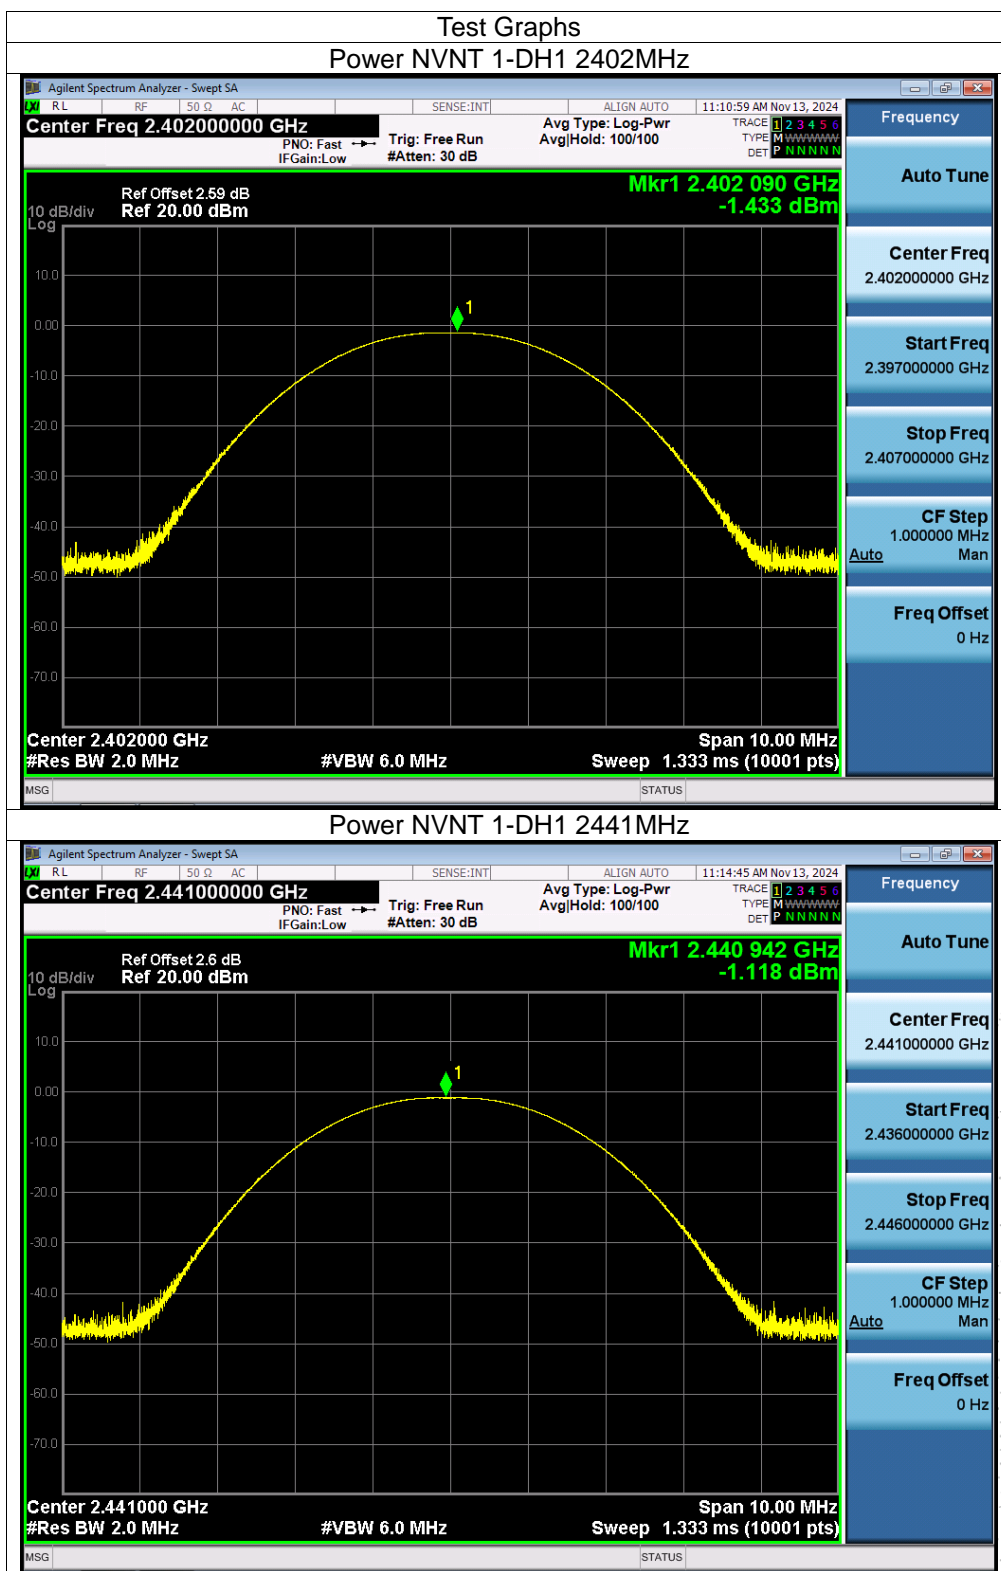 Test Graphs
Power NVNT 1-DH1 2402MHz
Agilent Spectrum Analyzer - Swept SA
LXI RL RF 50 Ω AC SENSE:INT ALIGN AUTO 11:10:59 AM Nov 13, 2024
Center Freq 2.402000000 GHz
PNO: Fast
IFGain:Low
Trig: Free Run
#Atten: 30 dB
Avg Type: Log-Pwr
Avg|Hold: 100/100
TRACE 1 2 3 4 5 6
TYPE M WWWWW
DET P N N N N N
Frequency
Auto Tune
Center Freq
2.402000000 GHz
Start Freq
2.397000000 GHz
Stop Freq
2.407000000 GHz
CF Step
1.000000 MHz
Auto Man
Freq Offset
0 Hz
Mkr1 2.402 090 GHz
-1.433 dBm
Ref Offset 2.59 dB
10 dB/div Ref 20.00 dBm
Log
10.0
1
0.00
-10.0
-20.0
-30.0
-40.0
-50.0
-60.0
-70.0
Center 2.402000 GHz Span 10.00 MHz
#Res BW 2.0 MHz #VBW 6.0 MHz Sweep 1.333 ms (10001 pts)
MSG STATUS
Power NVNT 1-DH1 2441MHz
Agilent Spectrum Analyzer - Swept SA
LXI RL RF 50 Ω AC SENSE:INT ALIGN AUTO 11:14:45 AM Nov 13, 2024
Center Freq 2.441000000 GHz
PNO: Fast
IFGain:Low
Trig: Free Run
#Atten: 30 dB
Avg Type: Log-Pwr
Avg|Hold: 100/100
TRACE 1 2 3 4 5 6
TYPE M WWWWW
DET P N N N N N
Frequency
Auto Tune
Center Freq
2.441000000 GHz
Start Freq
2.436000000 GHz
Stop Freq
2.446000000 GHz
CF Step
1.000000 MHz
Auto Man
Freq Offset
0 Hz
Mkr1 2.440 942 GHz
-1.118 dBm
Ref Offset 2.6 dB
10 dB/div Ref 20.00 dBm
Log
10.0
1
0.00
-10.0
-20.0
-30.0
-40.0
-50.0
-60.0
-70.0
Center 2.441000 GHz Span 10.00 MHz
#Res BW 2.0 MHz #VBW 6.0 MHz Sweep 1.333 ms (10001 pts)
MSG STATUS